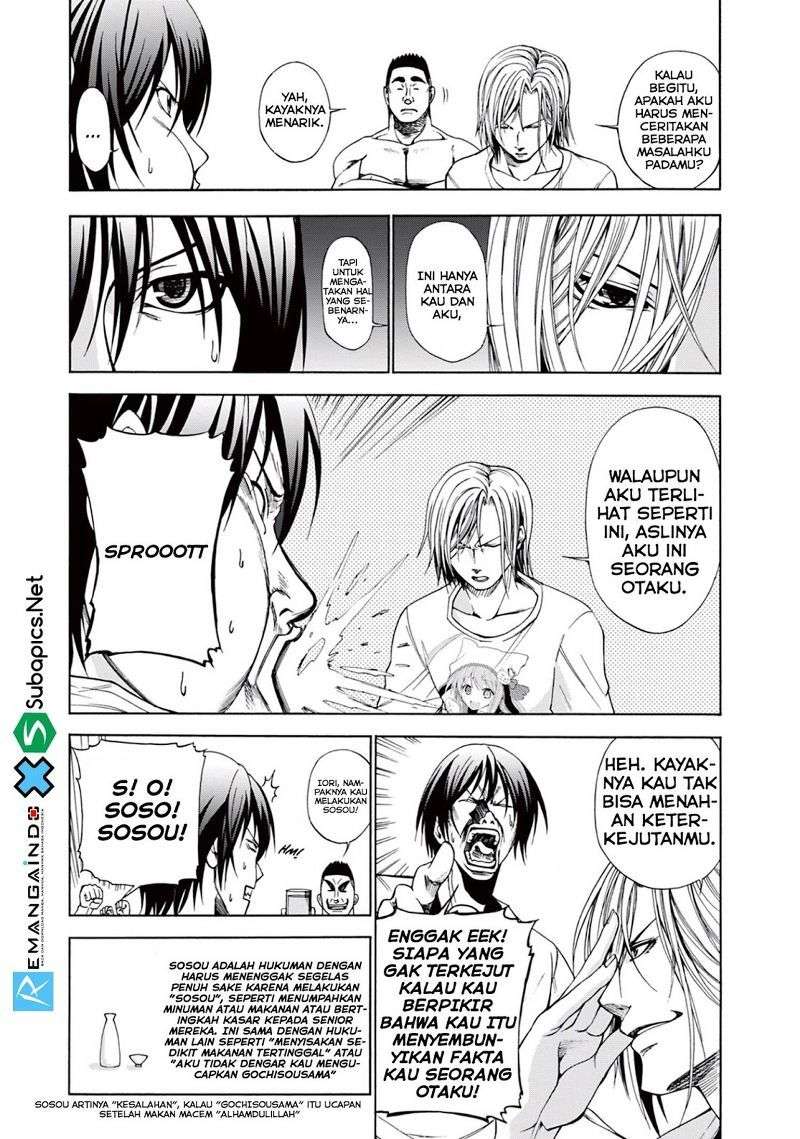 KALAU
BEGITU,
APAKAH AKU
HARUS MEN-
CERITAKAN
BEBERAPA
MASALAHKU
PADAMU?
YAH,
KAYAKNYA
MENARIK.
...
INI HANYA
ANTARA
KAU DAN
AKU,
TAPI
UNTUK
MENGA-
TAKAN HAL
YANG SE-
BENAR-
NYA...
WALAUPUN
AKU TERLI-
HAT SEPERTI
INI, ASLINYA
AKU INI
SEORANG
OTAKU.
SPROOOTT
HEH. KAYAK-
NYA KAU TAK
BISA MENAH-
AN KETER-
KEJUTANMU.
ENGGAK EEK!
SIAPA YANG
GAK TERKEJUT
KALAU KAU
BERPIKIR
BAHWA KAU ITU
MENYEMBUN-
YIKAN FAKTA
KAU SEORANG
OTAKU!
IORI, NAM-
PAKNYA KAU
MELAKUKAN
SOSOU!
HM!
S! O!
SOSO!
SOSOU!
SOSOU ADALAH HUKUMAN DENGAN
HARUS MENENGGAK SEGELAS
PENUH SAKE KARENA MELAKUKAN
"SOSOU", SEPERTI MENUMPAHKAN
MINUMAN ATAU MAKANAN ATAU BERT-
INGKAH KASAR KEPADA SENIOR
MEREKA. INI SAMA DENGAN HUKU-
MAN LAIN SEPERTI "MENYISAKAN SE-
DIKIT MAKANAN TERTINGGAL" ATAU
"AKU TIDAK DENGAR KAU MENGU-
CAPKAN GOCHISOUSAMA"
SOSOU ARTINYA "KESALAHAN", KALAU "GOCHISOUSAMA" ITU UCAPAN
SETELAH MAKAN MACEM "ALHAMDULILLAH"
Subapics.Net
REMANGAINDO